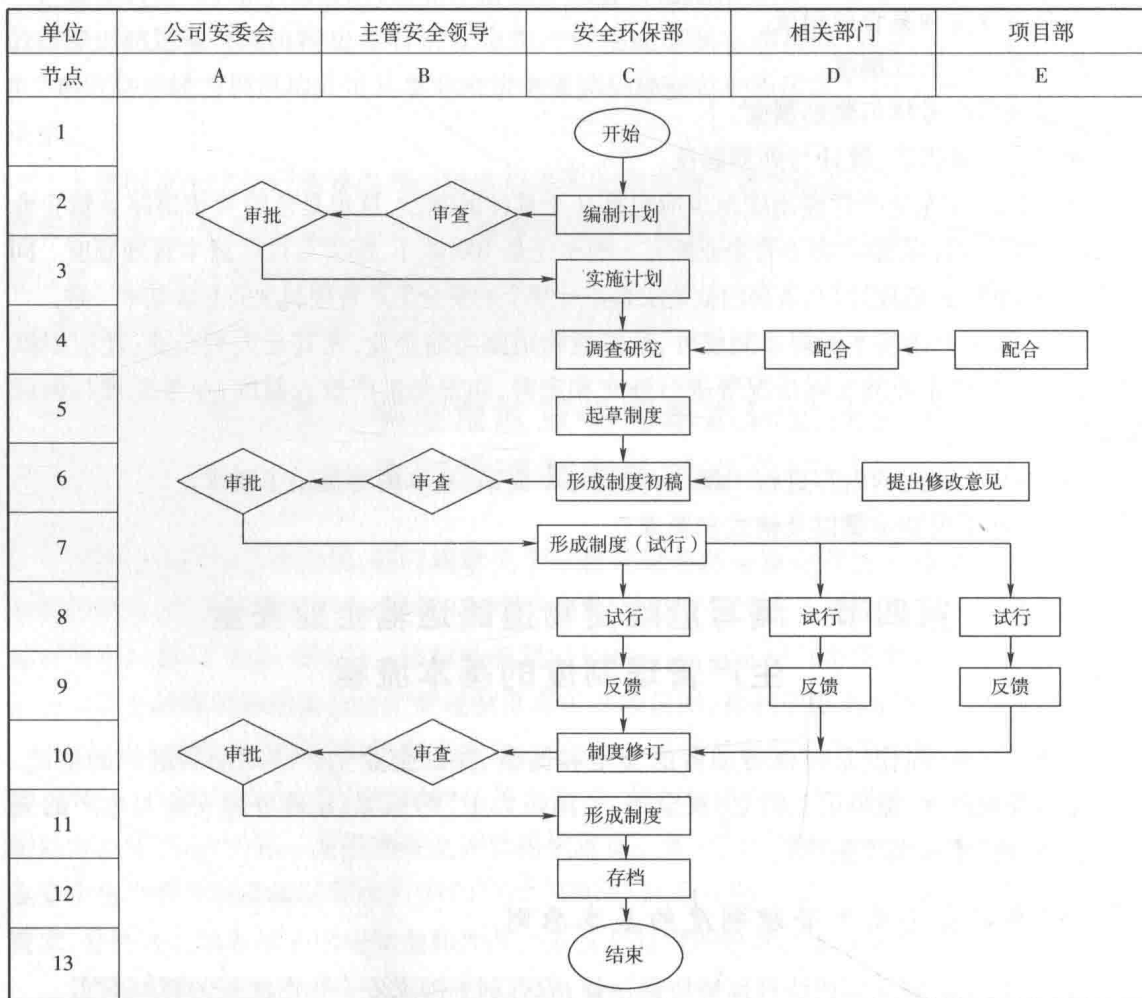 单位 公司安委会 主管安全领导 安全环保部 相关部门 项目部
节点 A B C D E
1 开始
2 审批 审查 编制计划
3 实施计划
4 调查研究 配合 配合
5 起草制度
6 审批 审查 形成制度初稿 提出修改意见
7 形成制度（试行）
8 试行 试行 试行
9 反馈 反馈 反馈
10 审批 审查 制度修订
11 形成制度
12 存档
13 结束